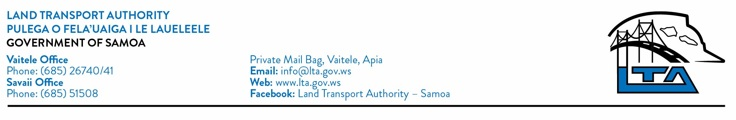 LAND TRANSPORT AUTHORITY
PULEGA O FELA'UAIGA I LE LAUELEELE
GOVERNMENT OF SAMOA
Vaitele Office
Phone: (685) 26740/41
Savaii Office
Phone: (685) 51508
Private Mail Bag, Vaitele, Apia
Email: info@lta.gov.ws
Web: www.lta.gov.ws
Facebook: Land Transport Authority – Samoa
LTA